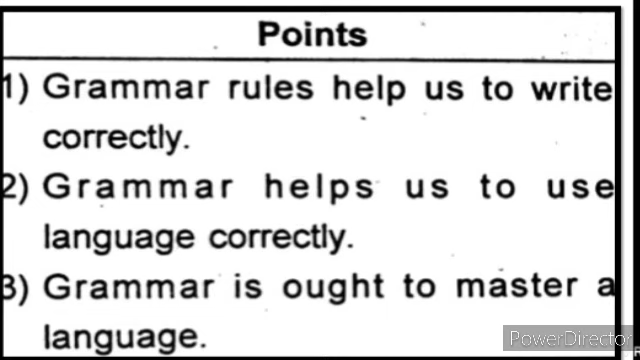 Points
1) Grammar rules help us to write
correctly.
2) Grammar helps us to use
language correctly.
3) Grammar is ought to master a
language.
PowerDirector